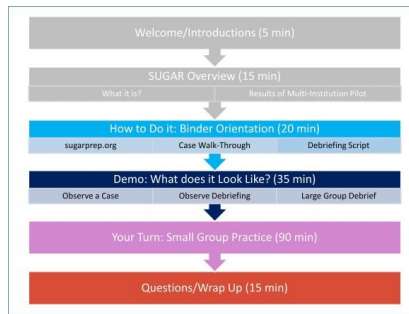 Welcome/Introductions (5 min)
SUGAR Overview (15 min)
What it is?
Results of Multi-Institution Pilot
How to Do it: Binder Orientation (20 min)
sugarprep.org
Case Walk-Through
Debriefing Script
Demo: What does it Look Like? (35 min)
Observe a Case
Observe Debriefing
Large Group Debrief
Your Turn: Small Group Practice (90 min)
Questions/Wrap Up (15 min)